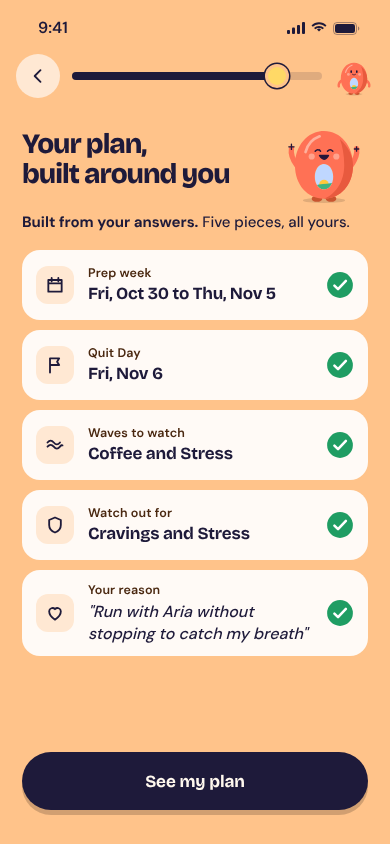 9:41
Your plan,
built around you
Built from your answers. Five pieces, all yours.
Prep week
Fri, Oct 30 to Thu, Nov 5
Quit Day
Fri, Nov 6
Waves to watch
Coffee and Stress
Watch out for
Cravings and Stress
Your reason
"Run with Aria without
stopping to catch my breath"
See my plan